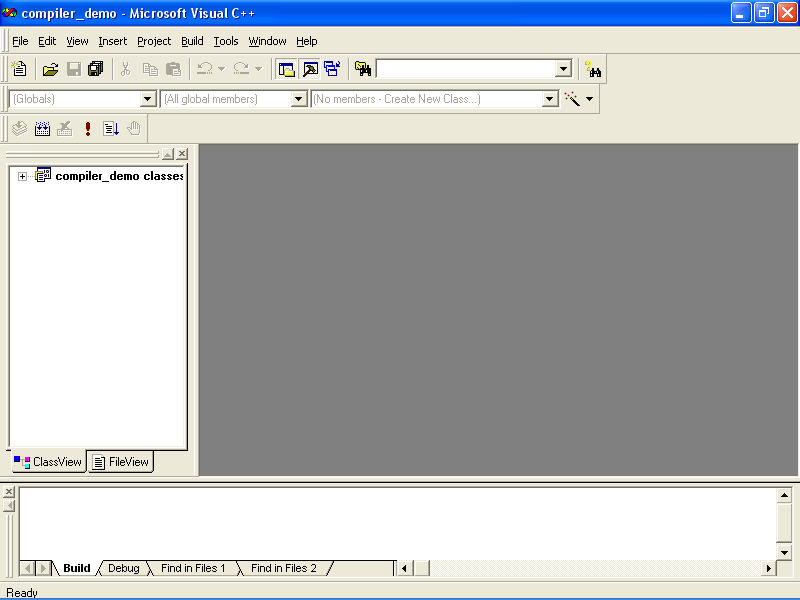 compiler_demo - Microsoft Visual C++
File Edit View Insert Project Build Tools Window Help
(Globals) (All global members) (No members - Create New Class...)
compiler_demo classes
ClassView FileView
Build Debug Find in Files 1 Find in Files 2
Ready